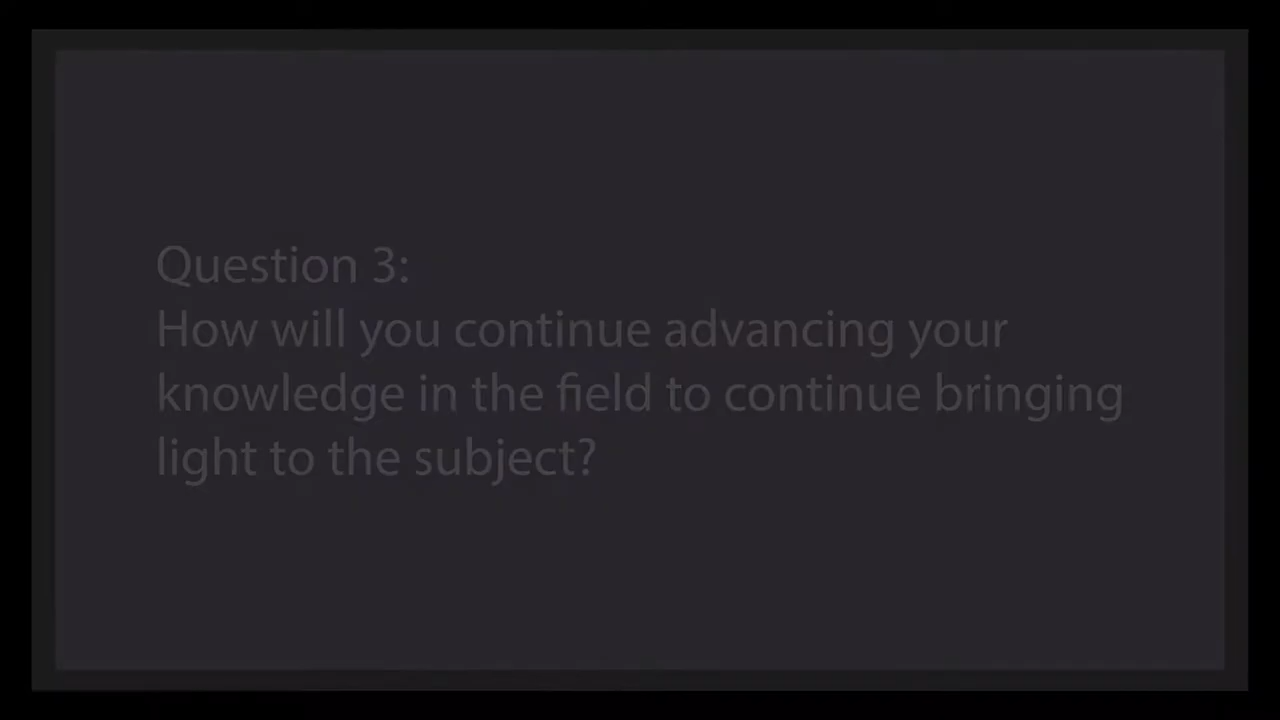 Question 3:
How will you continue advancing your
knowledge in the field to continue bringing
light to the subject?